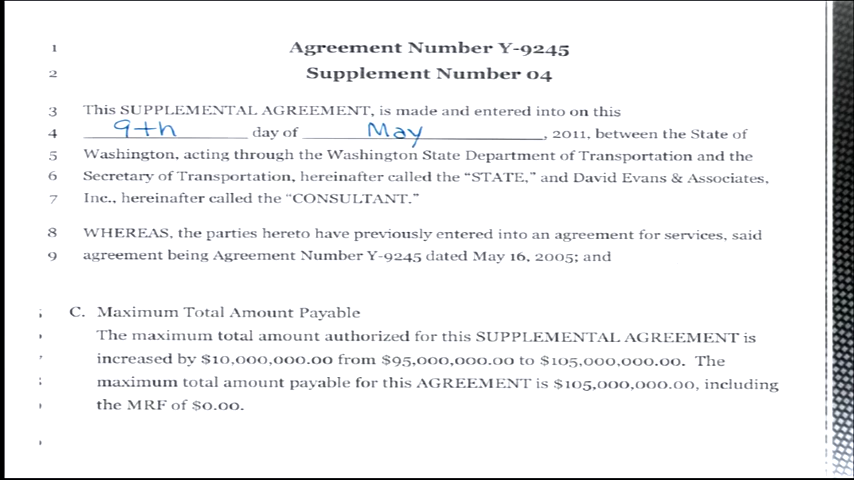 1 Agreement Number Y-9245
2 Supplement Number 04
3 This SUPPLEMENTAL AGREEMENT, is made and entered into on this
4 9th day of May, 2011, between the State of
5 Washington, acting through the Washington State Department of Transportation and the
6 Secretary of Transportation, hereinafter called the “STATE,” and David Evans & Associates,
7 Inc., hereinafter called the “CONSULTANT.”
8 WHEREAS, the parties hereto have previously entered into an agreement for services, said
9 agreement being Agreement Number Y-9245 dated May 16, 2005; and
C. Maximum Total Amount Payable
The maximum total amount authorized for this SUPPLEMENTAL AGREEMENT is
increased by $10,000,000.00 from $95,000,000.00 to $105,000,000.00. The
maximum total amount payable for this AGREEMENT is $105,000,000.00, including
the MRF of $0.00.